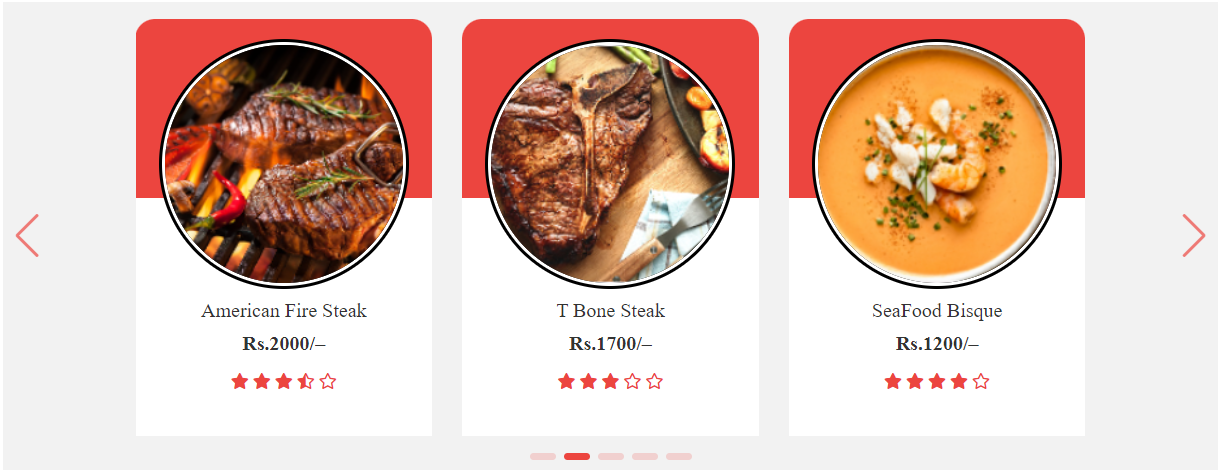 American Fire Steak
Rs.2000/–
T Bone Steak
Rs.1700/–
SeaFood Bisque
Rs.1200/–